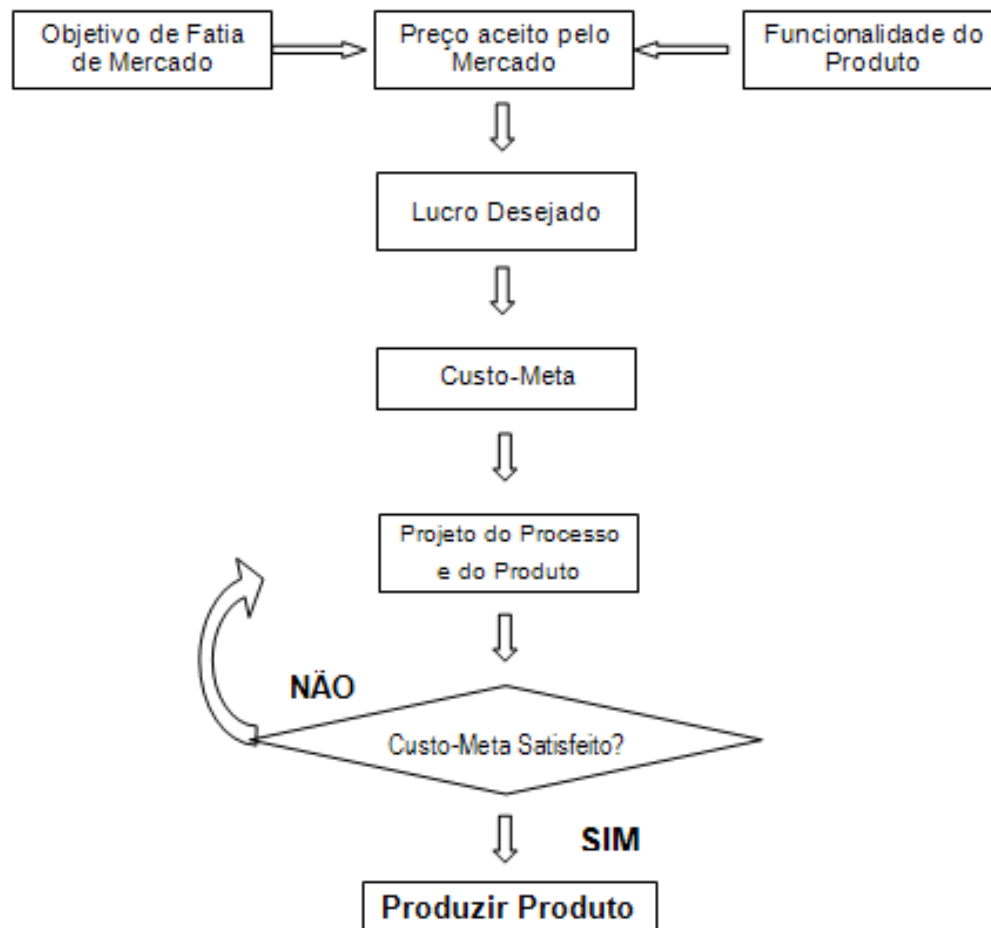 Objetivo de Fatia
de Mercado
Preço aceito pelo
Mercado
Funcionalidade do
Produto
Lucro Desejado
Custo-Meta
Projeto do Processo
e do Produto
NÃO
Custo-Meta Satisfeito?
SIM
Produzir Produto